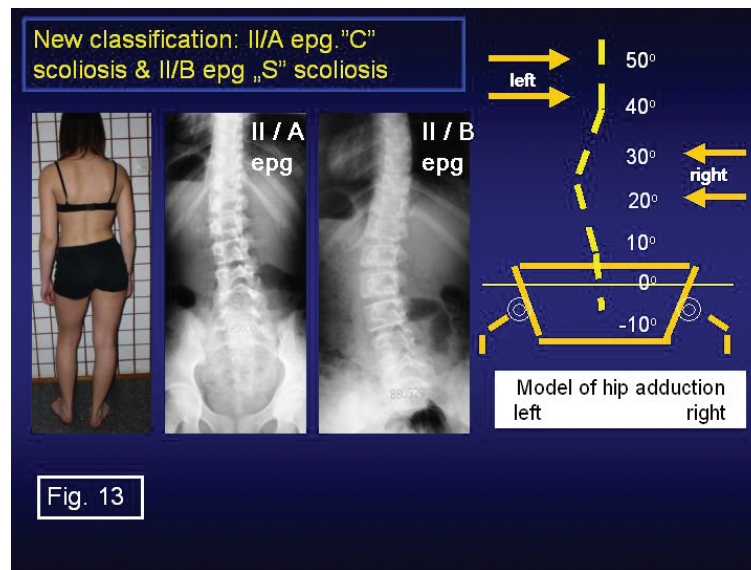 New classification: II/A epg.”C”
scoliosis & II/B epg „S” scoliosis
II / A
epg
II / B
epg
left
right
50°
40°
30°
20°
10°
0°
-10°
Model of hip adduction
left right
Fig. 13